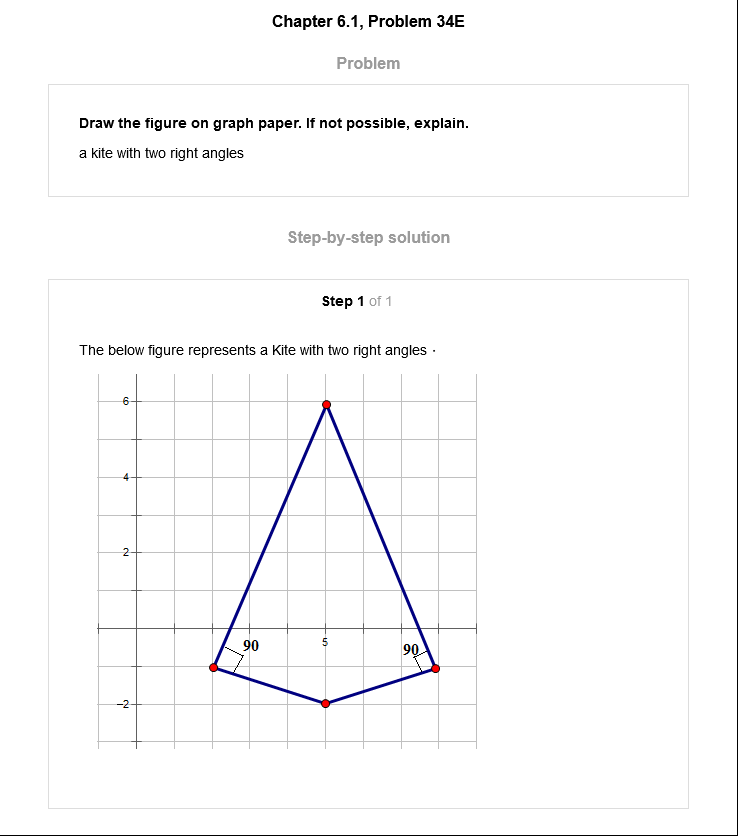 Chapter 6.1, Problem 34E
Problem
Draw the figure on graph paper. If not possible, explain.
a kite with two right angles
Step-by-step solution
Step 1 of 1
The below figure represents a Kite with two right angles ·
6
4
2
90
5
90
-2